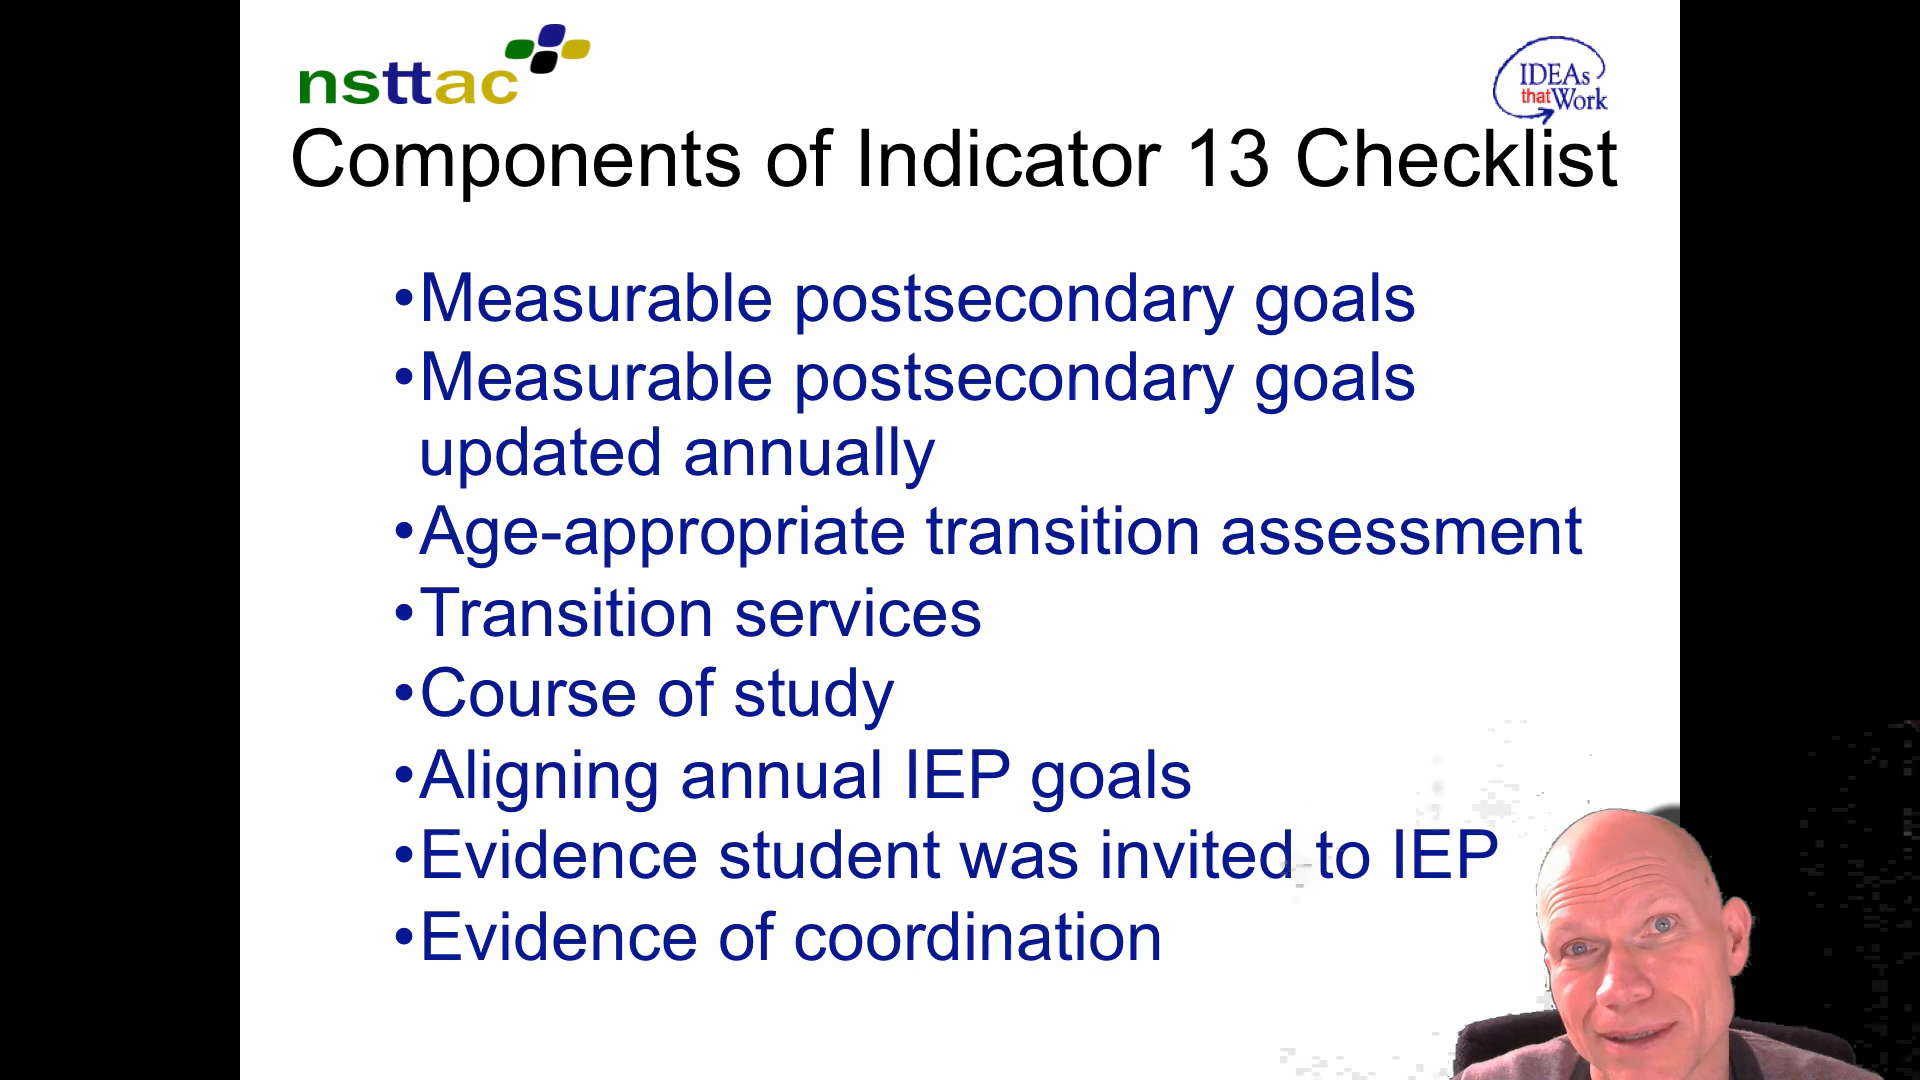 nsttac
IDEAs
that Work
Components of Indicator 13 Checklist
•Measurable postsecondary goals
•Measurable postsecondary goals
updated annually
•Age-appropriate transition assessment
•Transition services
•Course of study
•Aligning annual IEP goals
•Evidence student was invited to IEP
•Evidence of coordination